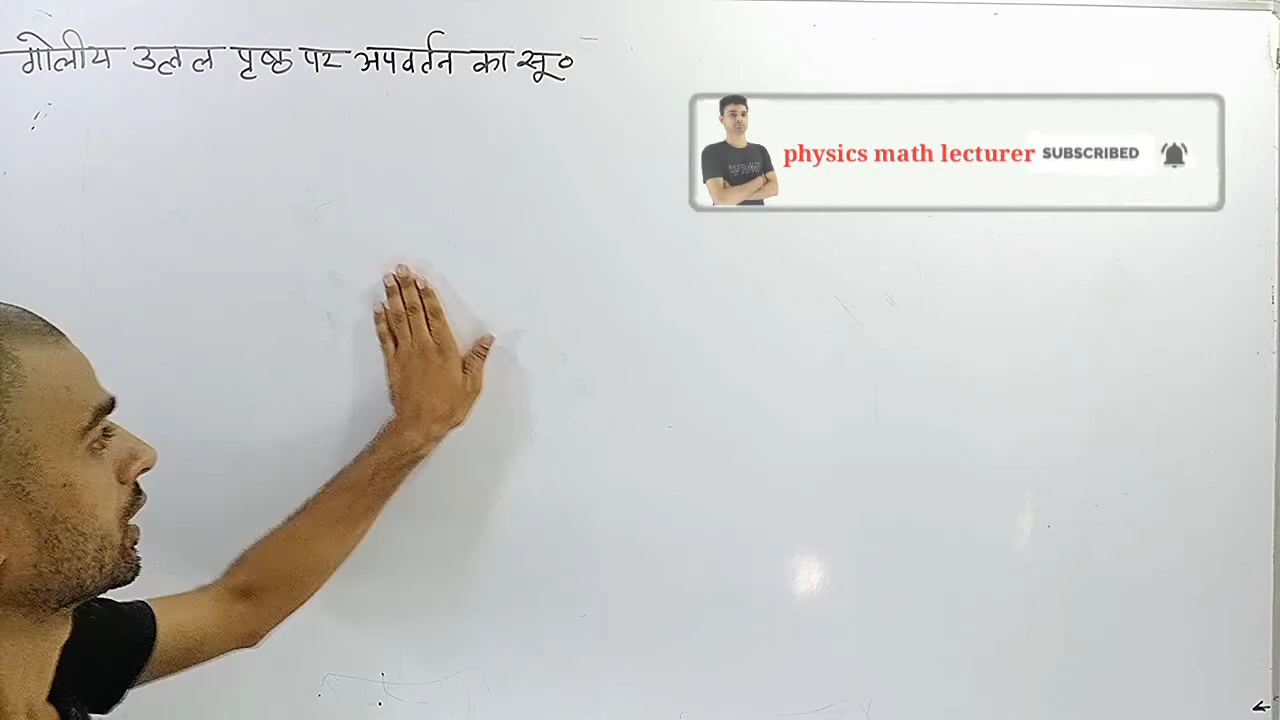 गोलीय उत्तल पृष्ठ पर अपवर्तन का सू०
physics math lecturer SUBSCRIBED